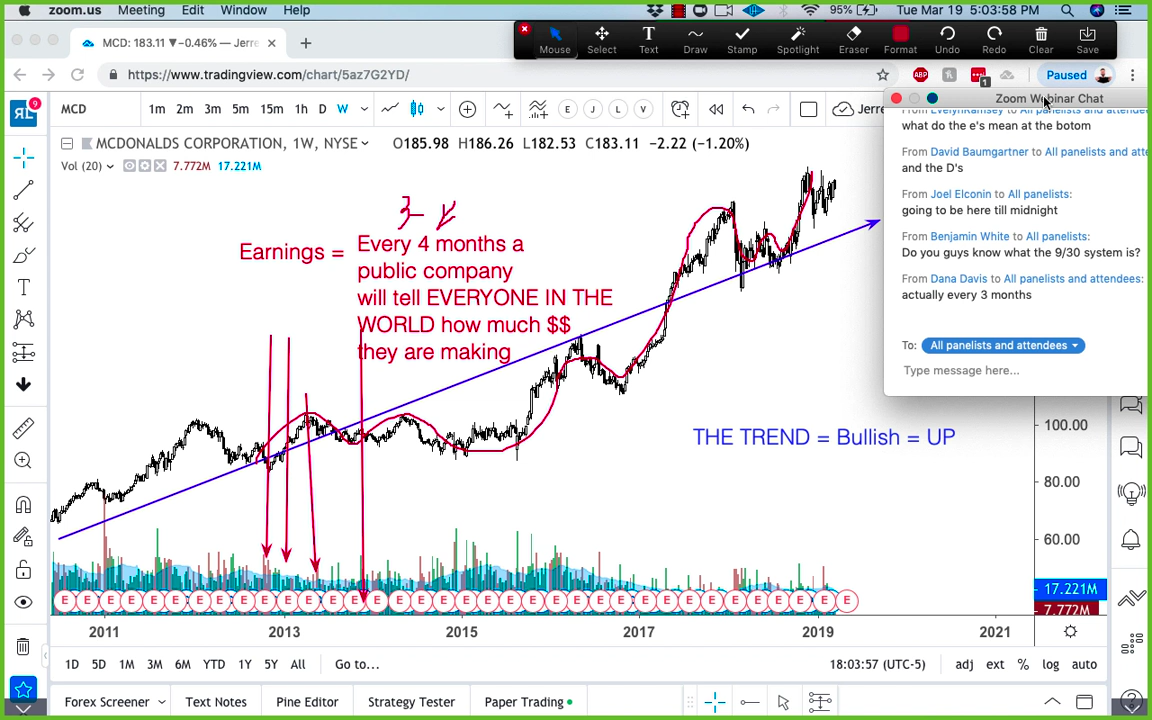 zoom.us Meeting Edit Window Help 95% Tue Mar 19 5:03:58 PM
MCD: 183.11 ▼−0.46% — Jerre
Mouse Select Text Draw Stamp Spotlight Eraser Format Undo Redo Clear Save
https://www.tradingview.com/chart/5az7G2YD/
ABP 1 Paused
9
MCD 1m 2m 5m 15m 1h D W E J L V Jerre
MCDONALDS CORPORATION, 1W, NYSE O185.98 H186.26 L182.53 C183.11 −2.22 (−1.20%)
Vol (20) 7.772M 17.221M
Zoom Webinar Chat
what do the e's mean at the botom
From David Baumgartner to All panelists and atte
and the D's
From Joel Elconin to All panelists:
going to be here till midnight
From Benjamin White to All panelists:
Do you guys know what the 9/30 system is?
From Dana Davis to All panelists and attendees:
actually every 3 months
To: All panelists and attendees
Type message here...
3
Earnings = Every 4 months a
public company
will tell EVERYONE IN THE
WORLD how much $$
they are making
THE TREND = Bullish = UP
100.00
80.00
60.00
17.221M
7.772M
E E E E E E E E E E E E E E E E E E E E E E E E E E E E E E E E E E E E
2011 2013 2015 2017 2019 2021
1D 5D 1M 3M 6M YTD 1Y 5Y All Go to... 18:03:57 (UTC-5) adj ext % log auto
Forex Screener Text Notes Pine Editor Strategy Tester Paper Trading